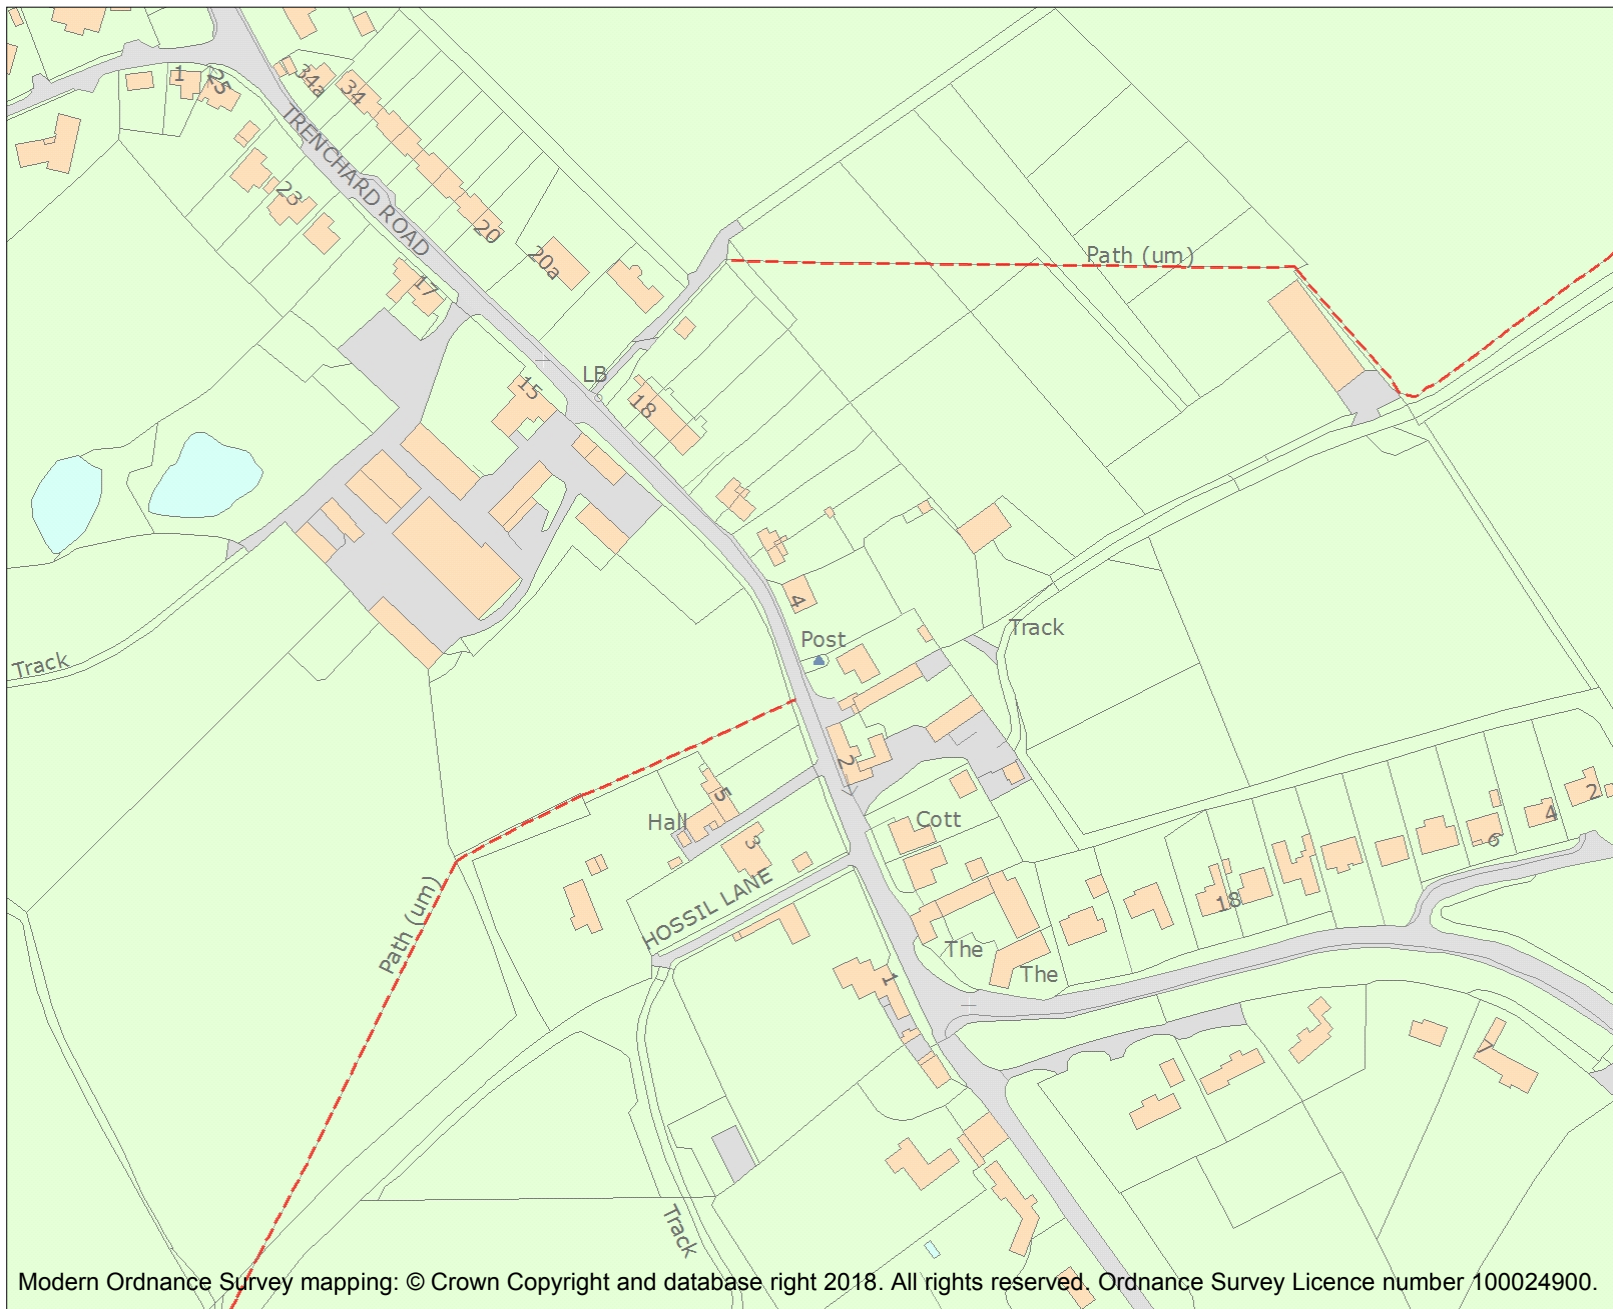 1
25
34a
34
TRENCHARD ROAD
23
20
20a
17
Path (um)
LB
15
18
4
Post
Track
Track
2
5
Hall
3
Cott
HOSSIL LANE
Path (um)
2
4
6
18
The
The
1
7
Track
Modern Ordnance Survey mapping: © Crown Copyright and database right 2018. All rights reserved. Ordnance Survey Licence number 100024900.